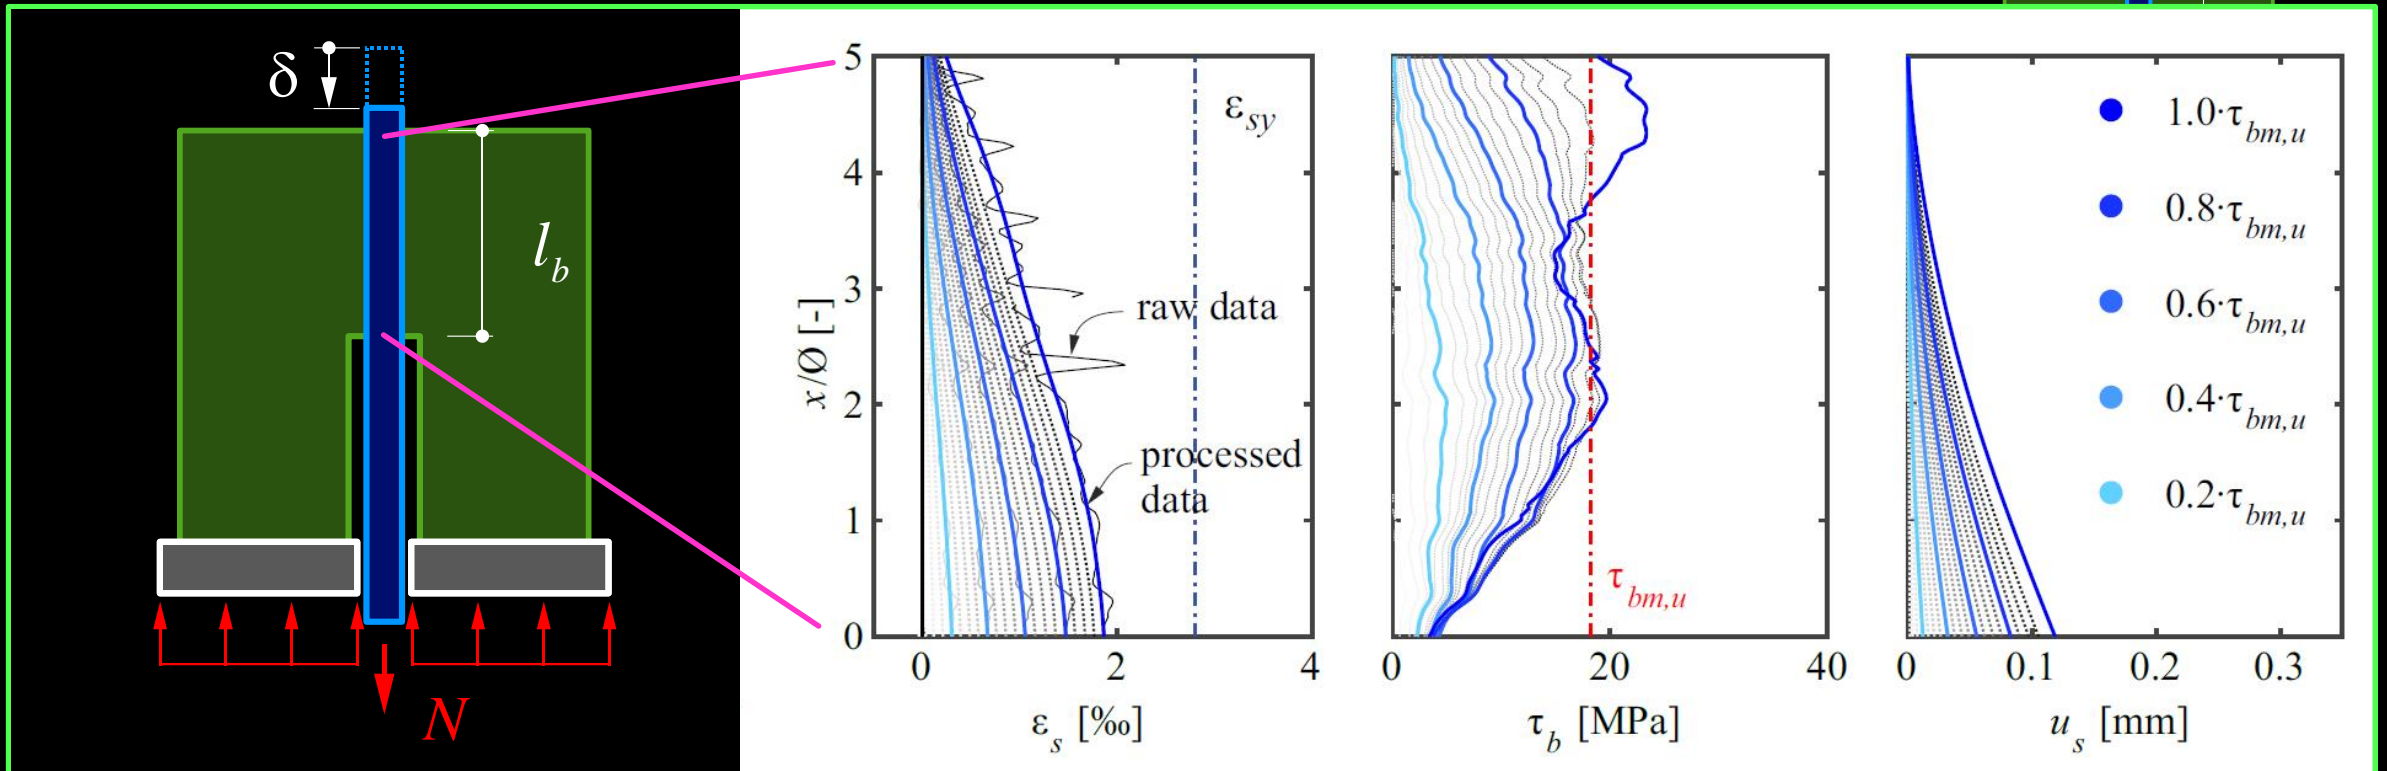 δ
l_b
N
5
4
3
2
1
0
x/Ø [-]
0 2 4
ε_s [‰]
ε_sy
raw data
processed
data
0 20 40
τ_b [MPa]
τ_bm,u
0 0.1 0.2 0.3
u_s [mm]
1.0·τ_bm,u
0.8·τ_bm,u
0.6·τ_bm,u
0.4·τ_bm,u
0.2·τ_bm,u